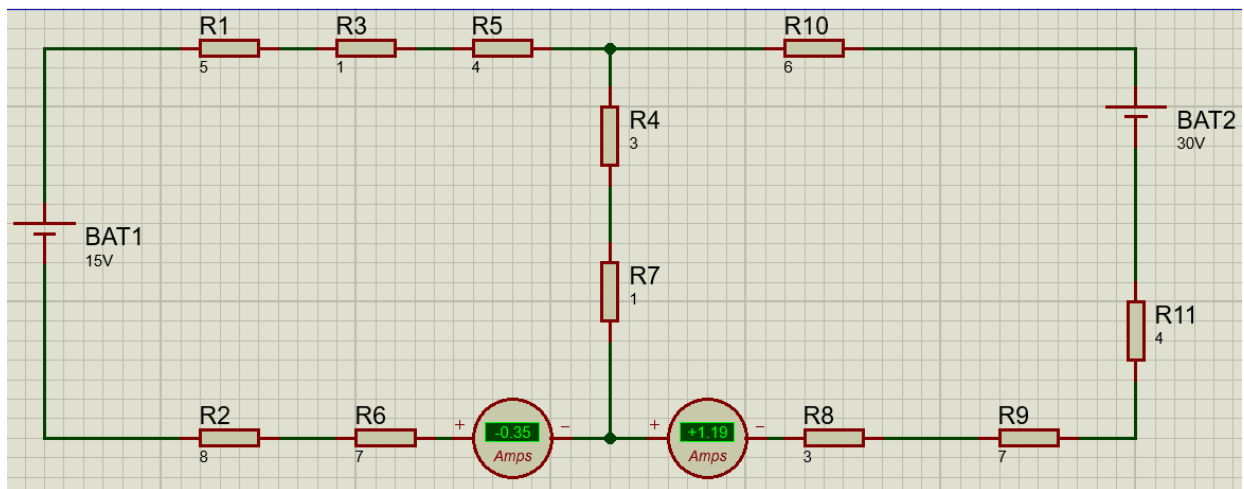 R1
5
R3
1
R5
4
R10
6
R4
3
BAT2
30V
BAT1
15V
R7
1
R11
4
R2
8
R6
7
+
-0.35
Amps
−
+
+1.19
Amps
−
R8
3
R9
7